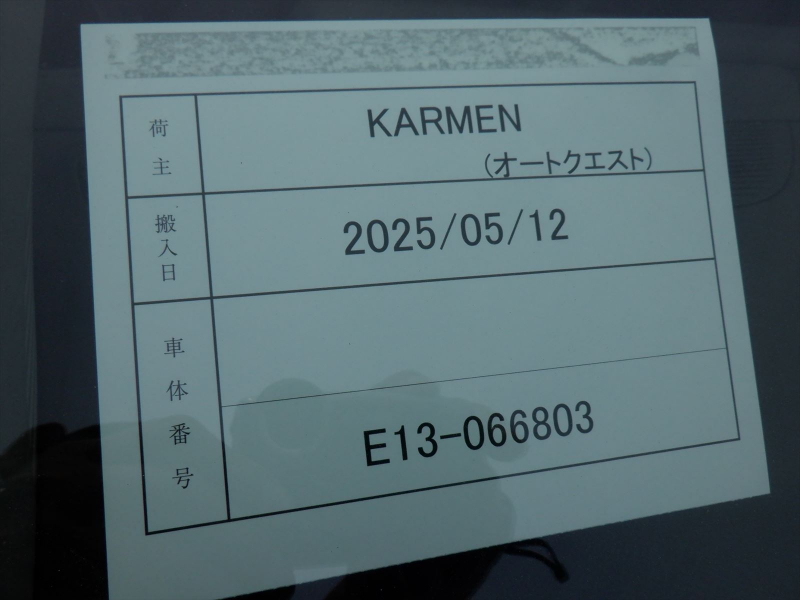 荷主
KARMEN
(オートクエスト)
搬入日
2025/05/12
車体番号
E13-066803